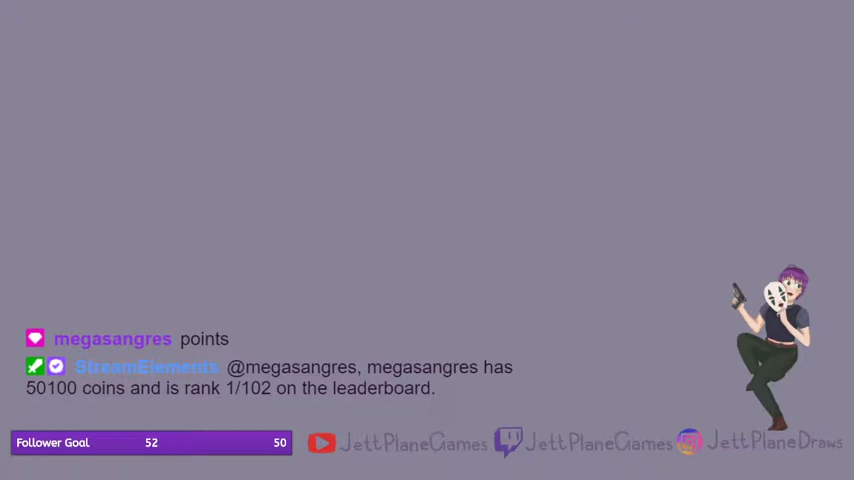 megasangres points
StreamElements @megasangres, megasangres has
50100 coins and is rank 1/102 on the leaderboard.
Follower Goal 52 50 JettPlaneGames JettPlaneGames JettPlaneDraws